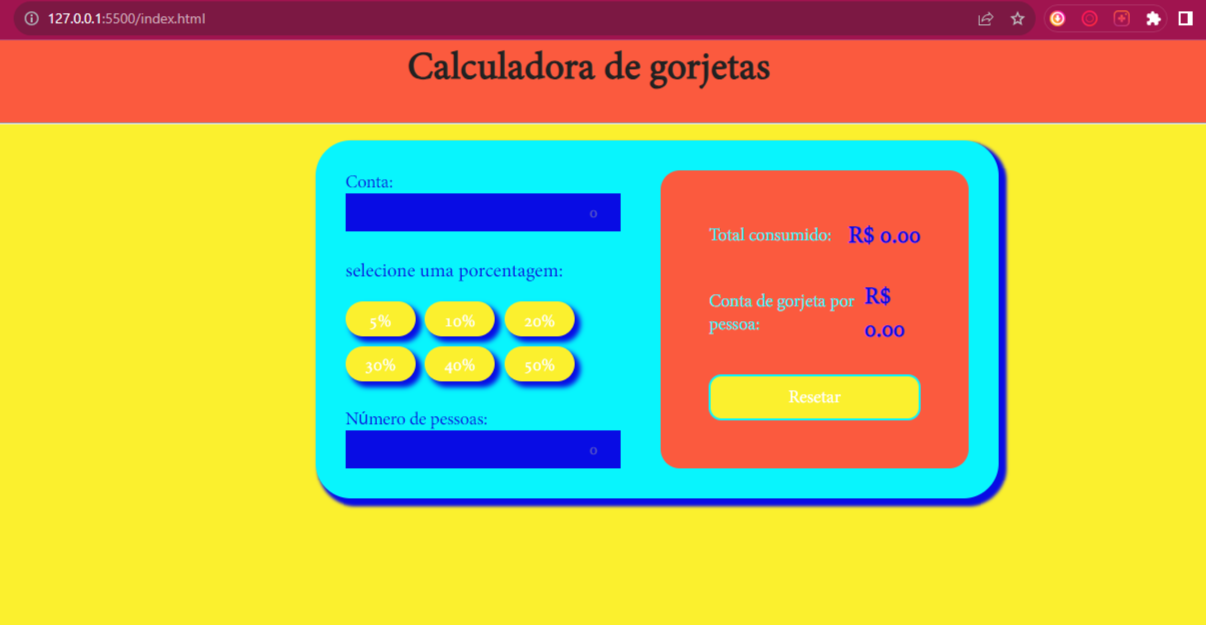 127.0.0.1:5500/index.html
Calculadora de gorjetas
Conta:
0
selecione uma porcentagem:
5% 10% 20%
30% 40% 50%
Número de pessoas:
0
Total consumido: R$ 0.00
Conta de gorjeta por
pessoa:
R$
0.00
Resetar